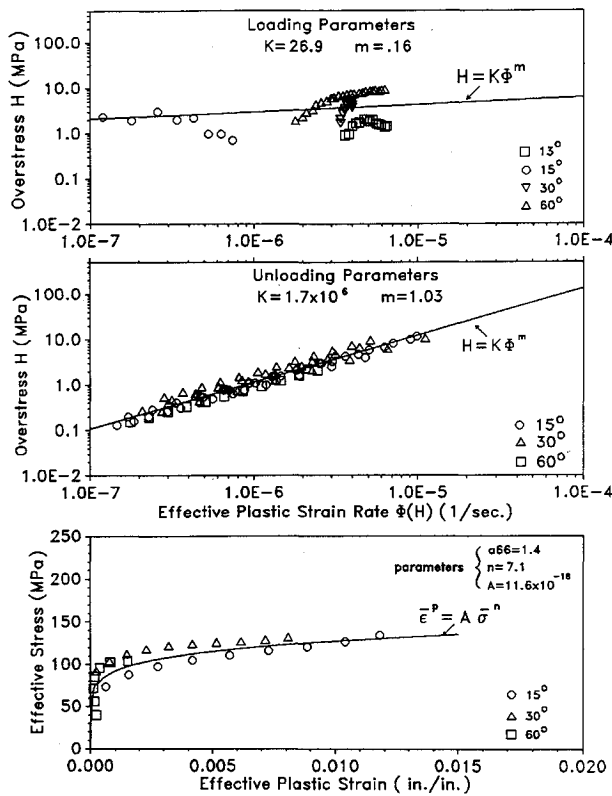 Loading Parameters
K=26.9 m=.16
Overstress H (MPa)
100.0
10.0
1.0
0.1
1.0E-2
H=KΦ^m
□ 13°
○ 15°
▽ 30°
△ 60°
1.0E-7 1.0E-6 1.0E-5 1.0E-4
Unloading Parameters
K=1.7x10^6 m=1.03
Overstress H (MPa)
100.0
10.0
1.0
0.1
1.0E-2
H=KΦ^m
○ 15°
△ 30°
□ 60°
1.0E-7 1.0E-6 1.0E-5 1.0E-4
Effective Plastic Strain Rate Φ(H) (1/sec.)
Effective Stress (MPa)
250
200
150
100
50
0
parameters { a66=1.4
n=7.1
A=11.6x10^-18
ε̄^p = A σ̄^n
○ 15°
△ 30°
□ 60°
0.000 0.005 0.010 0.015 0.020
Effective Plastic Strain (in./in.)